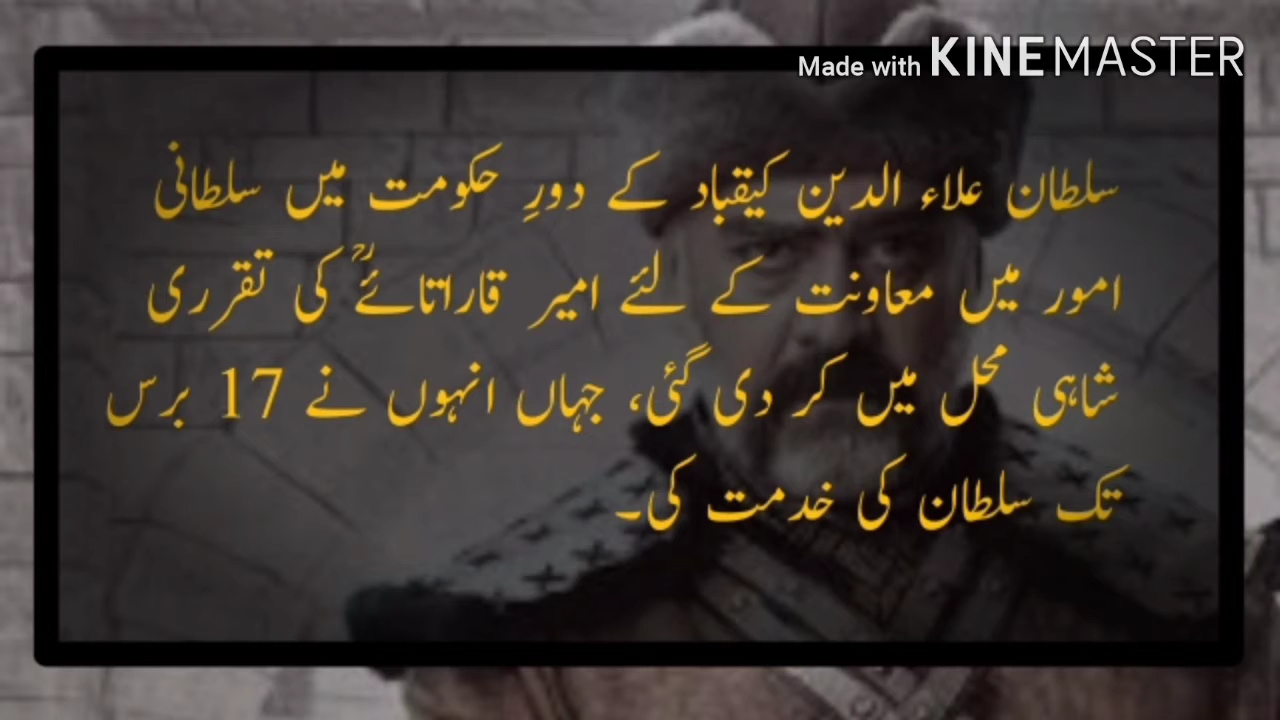 Made with KINEMASTER
سلطان علاء الدین کیقباد کے دورِ حکومت میں سلطانی
امور میں معاونت کے لئے امیر قاراتائےؒ کی تقرری
شاہی محل میں کر دی گئی، جہاں انہوں نے 17 برس
تک سلطان کی خدمت کی۔